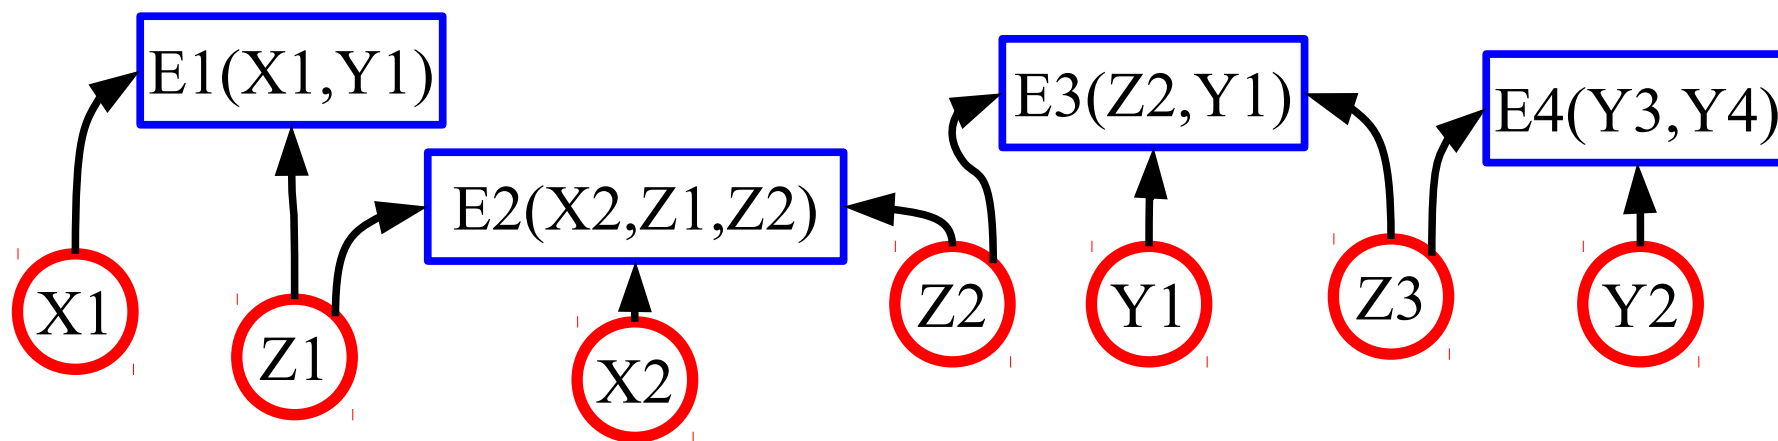 E1(X1,Y1)
E2(X2,Z1,Z2)
E3(Z2,Y1)
E4(Y3,Y4)
X1
Z1
X2
Z2
Y1
Z3
Y2